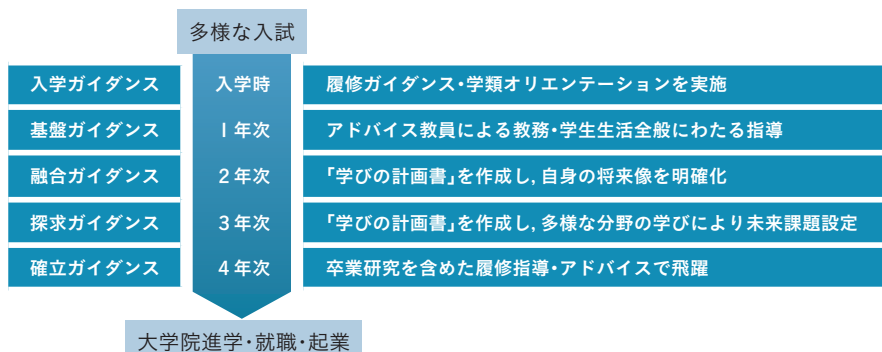 多様な入試
入学ガイダンス 入学時 履修ガイダンス・学類オリエンテーションを実施
基盤ガイダンス 1年次 アドバイス教員による教務・学生生活全般にわたる指導
融合ガイダンス 2年次 「学びの計画書」を作成し,自身の将来像を明確化
探求ガイダンス 3年次 「学びの計画書」を作成し,多様な分野の学びにより未来課題設定
確立ガイダンス 4年次 卒業研究を含めた履修指導・アドバイスで飛躍
大学院進学・就職・起業